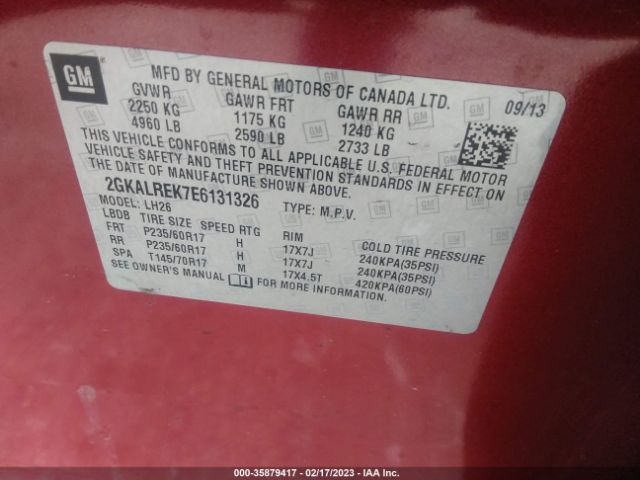 GM
MFD BY GENERAL MOTORS OF CANADA LTD.
09/13
GVWR GAWR FRT GAWR RR
2250 KG 1175 KG 1240 KG
4960 LB 2590 LB 2733 LB
THIS VEHICLE CONFORMS TO ALL APPLICABLE U.S. FEDERAL MOTOR
VEHICLE SAFETY AND THEFT PREVENTION STANDARDS IN EFFECT ON
THE DATE OF MANUFACTURE SHOWN ABOVE.
2GKALREK7E6131326 TYPE: M.P.V.
MODEL: LH26
LBDB TIRE SIZE SPEED RTG RIM COLD TIRE PRESSURE
FRT P235/60R17 H 17X7J 240KPA(35PSI)
RR P235/60R17 H 17X7J 240KPA(35PSI)
SPA T145/70R17 M 17X4.5T 420KPA(60PSI)
SEE OWNER'S MANUAL FOR MORE INFORMATION.
000-35879417 - 02/17/2023 - IAA Inc.